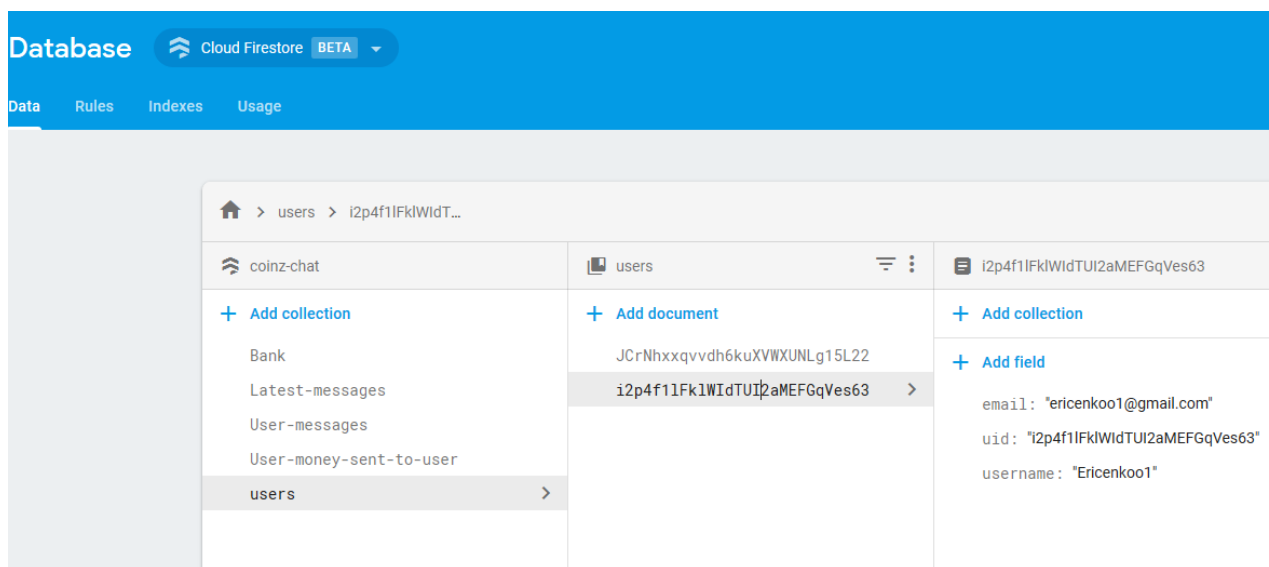 Database Cloud Firestore BETA
Data Rules Indexes Usage
users > i2p4f1lFklWIdT…
coinz-chat
Add collection
Bank
Latest-messages
User-messages
User-money-sent-to-user
users
users
Add document
JCrNhxxqvvdh6kuXVWXUNLg15L22
i2p4f1lFklWIdTUI2aMEFGqVes63
i2p4f1lFklWIdTUI2aMEFGqVes63
Add collection
Add field
email: "ericenkoo1@gmail.com"
uid: "i2p4f1lFklWIdTUI2aMEFGqVes63"
username: "Ericenkoo1"